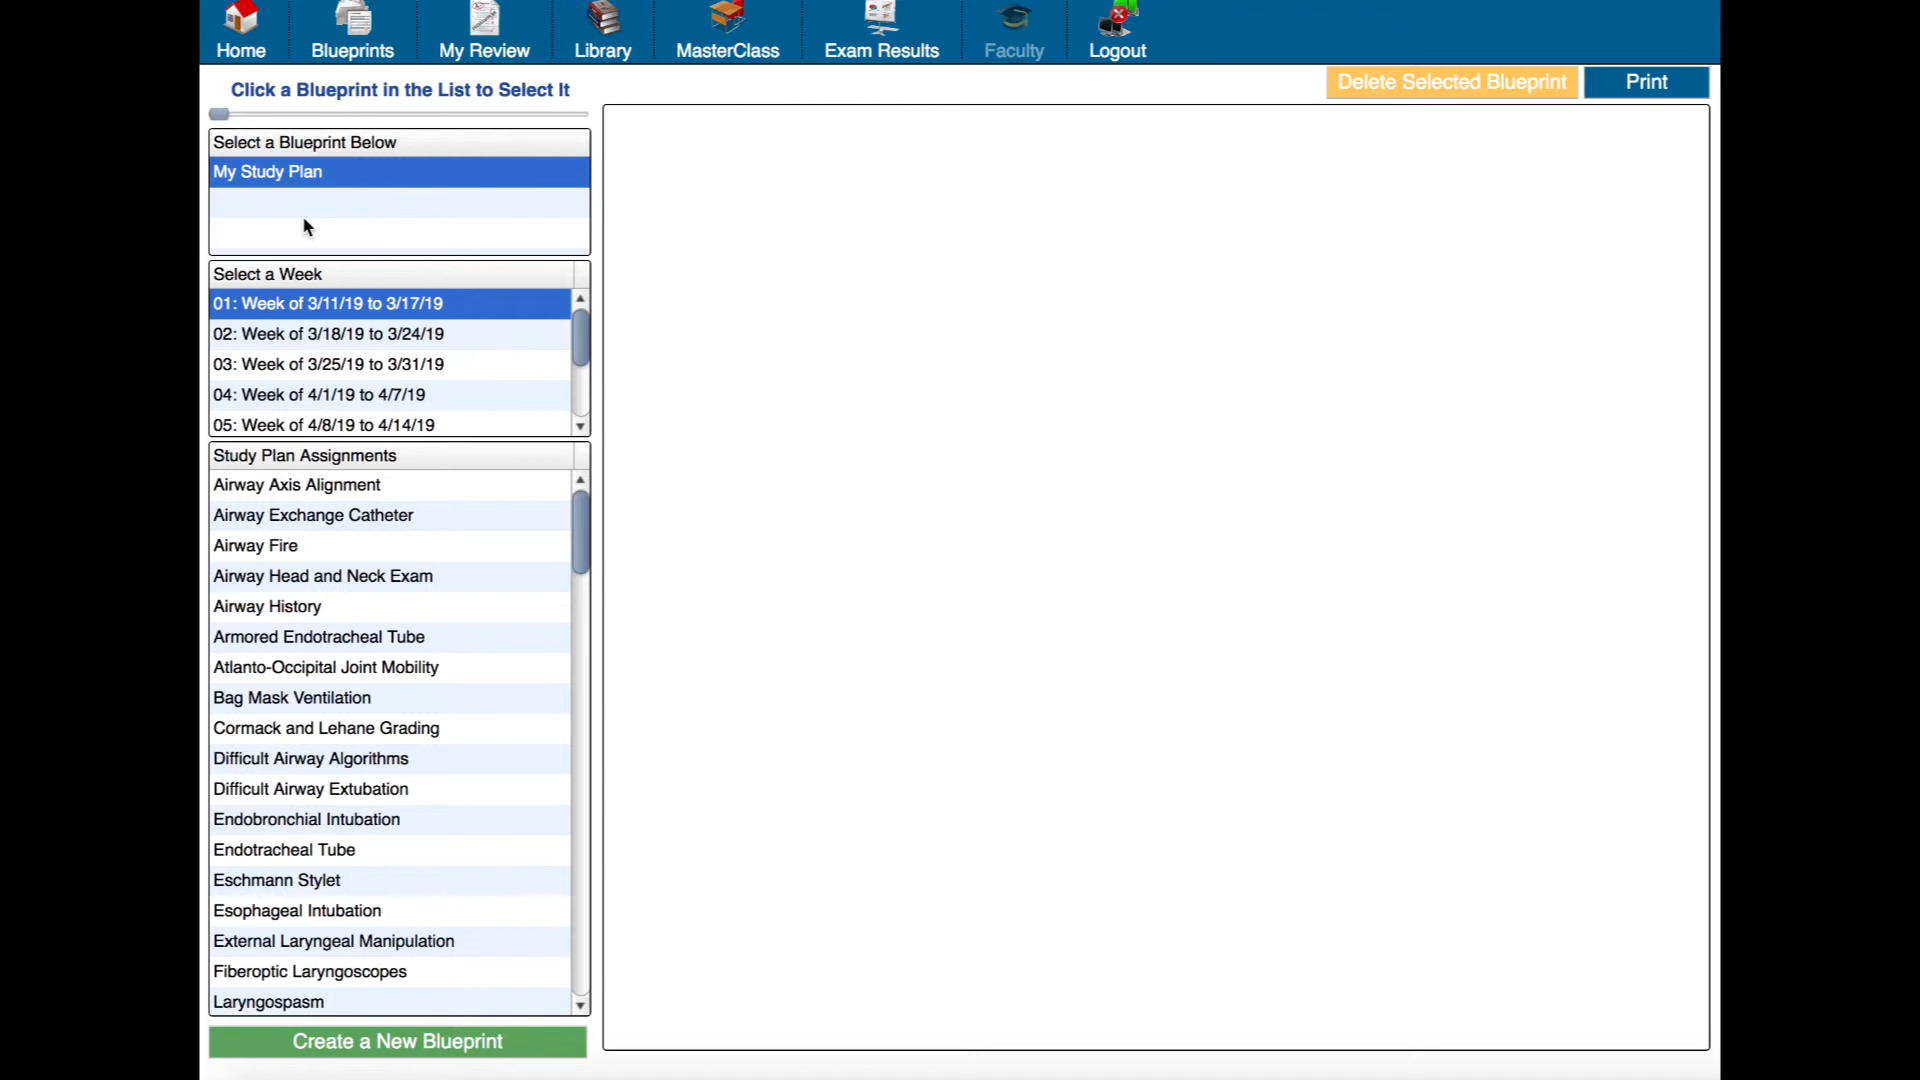 Home
Blueprints
My Review
Library
MasterClass
Exam Results
Faculty
Logout
Click a Blueprint in the List to Select It
Delete Selected Blueprint
Print
Select a Blueprint Below
My Study Plan
Select a Week
01: Week of 3/11/19 to 3/17/19
02: Week of 3/18/19 to 3/24/19
03: Week of 3/25/19 to 3/31/19
04: Week of 4/1/19 to 4/7/19
05: Week of 4/8/19 to 4/14/19
Study Plan Assignments
Airway Axis Alignment
Airway Exchange Catheter
Airway Fire
Airway Head and Neck Exam
Airway History
Armored Endotracheal Tube
Atlanto-Occipital Joint Mobility
Bag Mask Ventilation
Cormack and Lehane Grading
Difficult Airway Algorithms
Difficult Airway Extubation
Endobronchial Intubation
Endotracheal Tube
Eschmann Stylet
Esophageal Intubation
External Laryngeal Manipulation
Fiberoptic Laryngoscopes
Laryngospasm
Create a New Blueprint